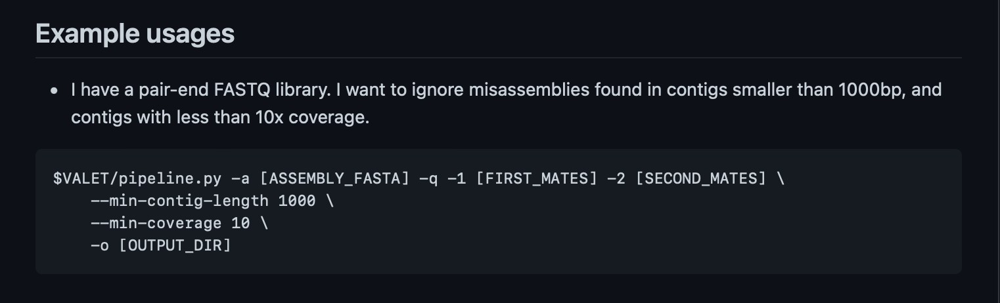 Example usages
• I have a pair-end FASTQ library. I want to ignore misassemblies found in contigs smaller than 1000bp, and
contigs with less than 10x coverage.
$VALET/pipeline.py -a [ASSEMBLY_FASTA] -q -1 [FIRST_MATES] -2 [SECOND_MATES] \
    --min-contig-length 1000 \
    --min-coverage 10 \
    -o [OUTPUT_DIR]